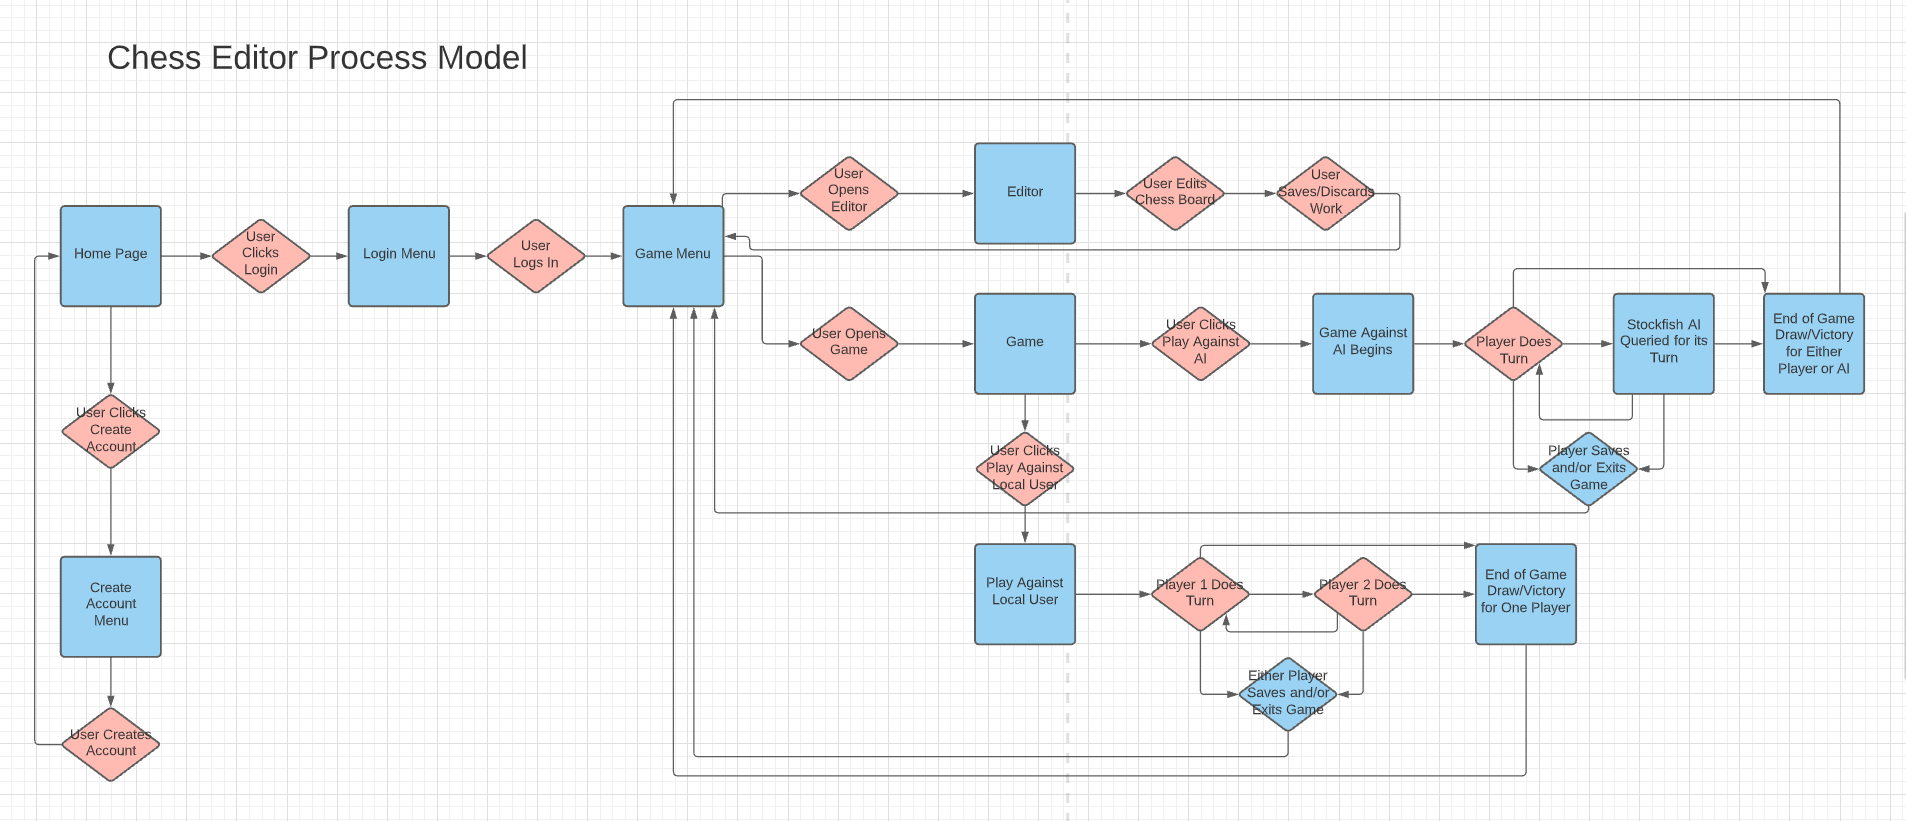 Chess Editor Process Model
User
Opens
Editor
Editor
User Edits
Chess Board
User
Saves/Discards
Work
Home Page
User
Clicks
Login
Login Menu
User
Logs In
Game Menu
User Opens
Game
Game
User Clicks
Play Against
AI
Game Against
AI Begins
Player Does
Turn
Stockfish AI
Queried for its
Turn
End of Game
Draw/Victory
for Either
Player or AI
User Clicks
Create
Account
User Clicks
Play Against
Local User
Player Saves
and/or Exits
Game
Create
Account
Menu
Play Against
Local User
Player 1 Does
Turn
Player 2 Does
Turn
End of Game
Draw/Victory
for One Player
Either Player
Saves and/or
Exits Game
User Creates
Account